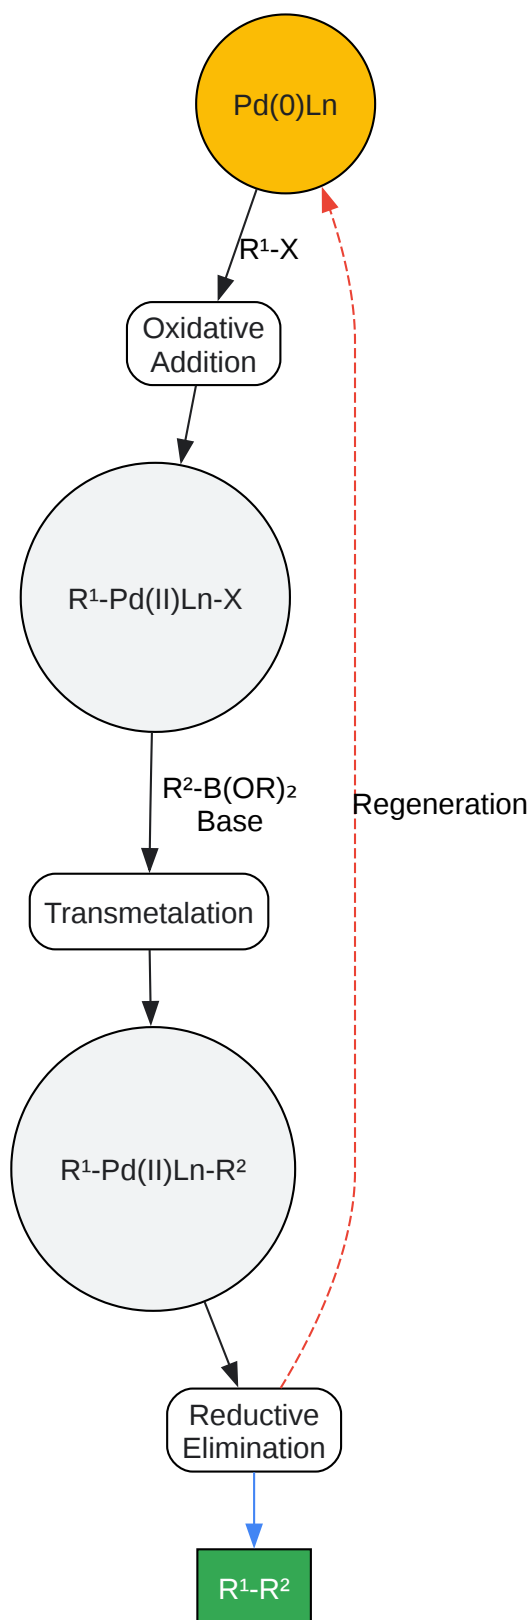 Pd(0)Ln
R¹-X
Oxidative
Addition
R¹-Pd(II)Ln-X
R²-B(OR)₂
Base
Regeneration
Transmetalation
R¹-Pd(II)Ln-R²
Reductive
Elimination
R¹-R²